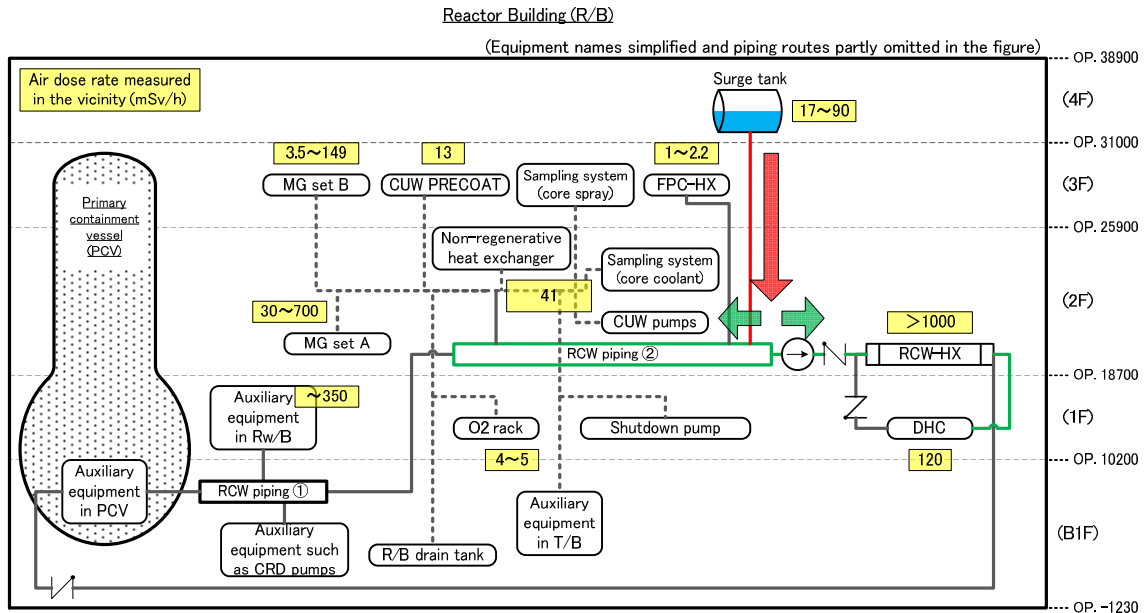 Reactor Building (R/B)
(Equipment names simplified and piping routes partly omitted in the figure)
OP. 38900
Air dose rate measured
in the vicinity (mSv/h)
Surge tank
17～90
(4F)
OP. 31000
3.5～149
13
1～2.2
MG set B
CUW PRECOAT
Sampling system
(core spray)
FPC-HX
(3F)
Primary
containment
vessel
(PCV)
OP. 25900
Non-regenerative
heat exchanger
Sampling system
(core coolant)
41
30～700
(2F)
CUW pumps
>1000
MG set A
RCW piping ②
RCW-HX
OP. 18700
～350
Auxiliary
equipment
in Rw/B
(1F)
O2 rack
Shutdown pump
DHC
4～5
120
OP. 10200
Auxiliary
equipment
in PCV
RCW piping ①
Auxiliary
equipment
in T/B
Auxiliary
equipment such
as CRD pumps
R/B drain tank
(B1F)
OP. -1230